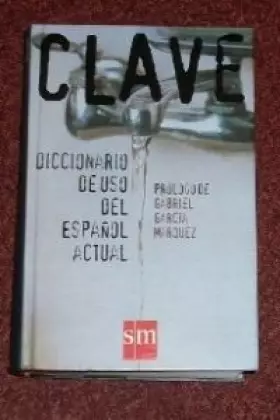 CLAVE
DICCIONARIO
DE USO
DEL
ESPAÑOL
ACTUAL
PRÓLOGO DE
GABRIEL
GARCÍA
MÁRQUEZ
sm